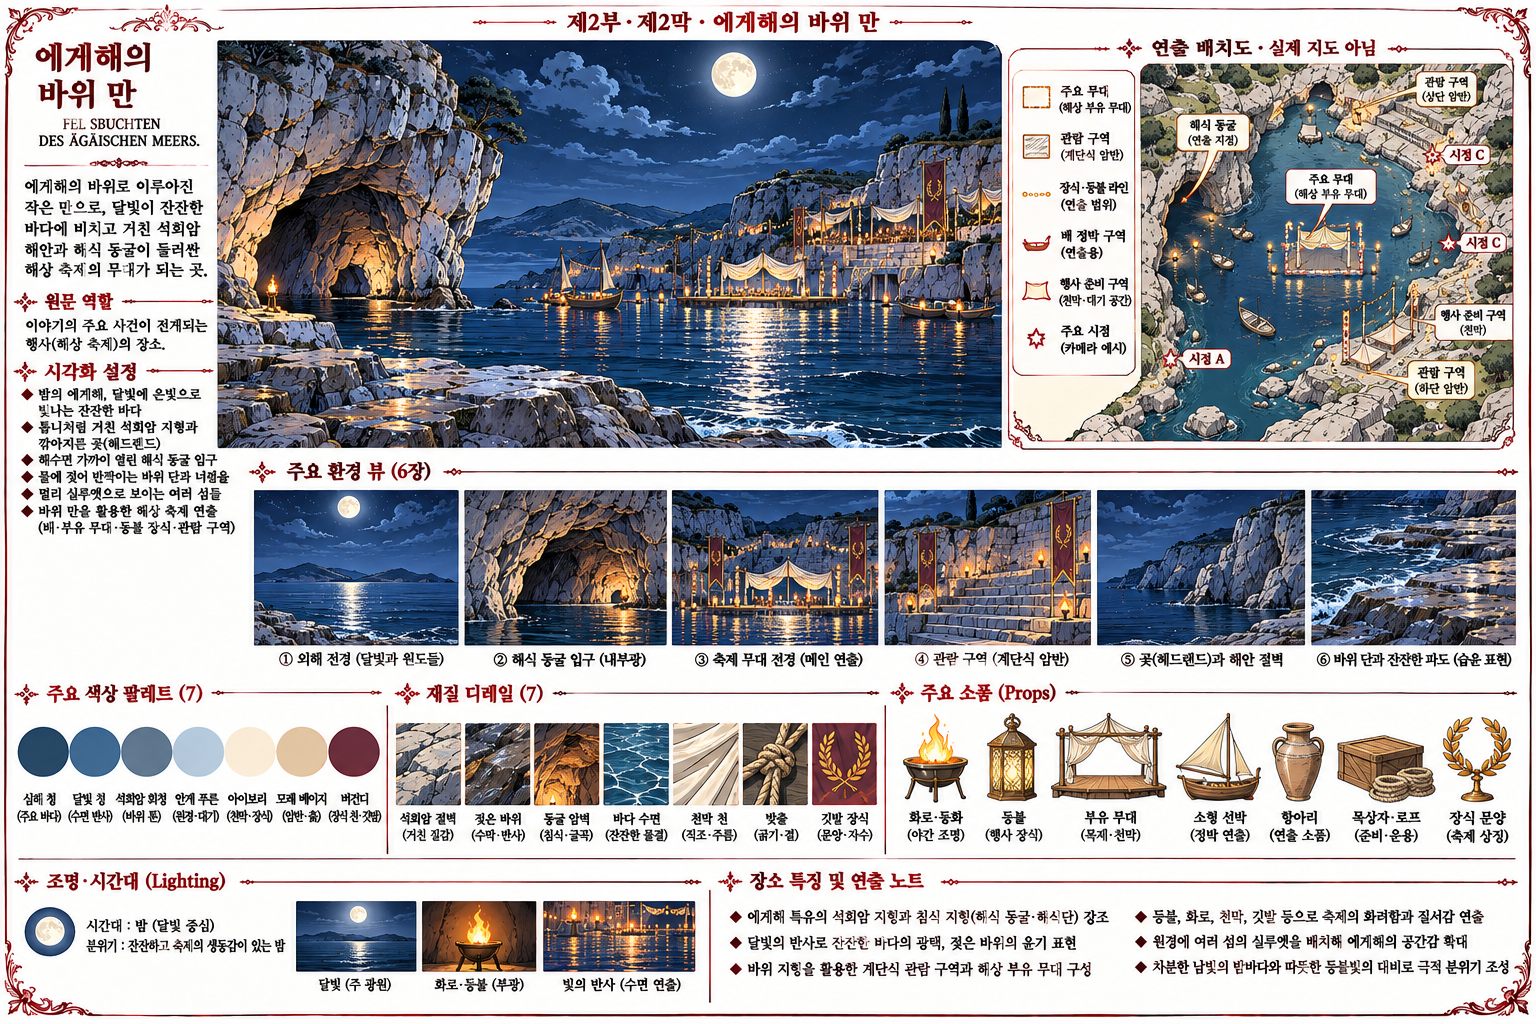 제2부·제2막 · 에게해의 바위 만
에게해의
바위 만
FEL SBUCHTEN
DES ÄGÄISCHEN MEERS.
에게해의 바위로 이루아진
작은 만으로, 달빛이 잔잔한
바다에 비치고 거친 석회암
해안과 해식 동굴이 둘러싼
해상 축제의 무대가 되는 곳.
원문 역할
이야기의 주요 사건이 전개되는
행사(해상 축제)의 장소.
시각화 설정
◆ 밤의 에게해, 달빛에 은빛으로
빛나는 잔잔한 바다
◆ 톱니처럼 거친 석회암 지형과
깎아지른 곶(헤드랜드)
◆ 해수면 가까이 열린 해식 동굴 입구
◆ 물에 젖어 반짝이는 바위 단과
◆ 멀리 실루엣으로 보이는 여러 섬들
◆ 바위 만을 활용한 해상 축제 연출
(배·부유 무대·등불 장식·관람 구역)
연출 배치도 · 실제 지도 아님
주요 무대
(해상 부유 무대)
관람 구역
(계단식 암반)
장식·등불 라인
(연출 범위)
배 정박 구역
(연출용)
행사 준비 구역
(천막·대기 공간)
주요 시점
(카메라 예시)
관람 구역
(상단 암반)
해식 동굴
(연출 지점)
시점 C
주요 무대
(해상 부유 무대)
시점 C
행사 준비 구역
(천막)
시점 A
관람 구역
(하단 암반)
주요 환경 뷰 (6장)
① 외해 전경 (달빛과 원도들)
② 해식 동굴 입구 (내부광)
③ 축제 무대 전경 (메인 연출)
④ 관람 구역 (계단식 암반)
⑤ 곶(헤드랜드)과 해안 절벽
⑥ 바위 단과 잔잔한 파도 (습윤 표현)
주요 색상 팔레트 (7)
심해 청
(주요 바다)
달빛 청
(수면 반사)
석회암 회청
(바위 톤)
안개 푸른
(원경·대기)
아이보리
(천막·장식)
모래 베이지
(암반·흙)
버건디
(장식 천·깃발)
재질 디레일 (7)
석회암 절벽
(거친 질감)
젖은 바위
(수막·반사)
동굴 암벽
(침식·굴곡)
바다 수면
(잔잔한 물결)
천막 천
(직조·주름)
밧줄
(굵기·결)
깃발 장식
(문양·자수)
주요 소품 (Props)
화로·등화
(야간 조명)
등불
(행사 장식)
부유 무대
(목재·천막)
소형 선박
(정박 연출)
항아리
(연출 소품)
목상자·로프
(준비·운용)
장식 문양
(축제 상징)
조명·시간대 (Lighting)
시간대 : 밤 (달빛 중심)
분위기 : 잔잔하고 축제의 생동감이 있는 밤
달빛 (주 광원)
화로·등불 (부광)
빛의 반사 (수면 연출)
장소 특징 및 연출 노트
◆ 에게해 특유의 석회암 지형과 침식 지형(해식 동굴·해식단) 강조
◆ 달빛의 반사로 잔잔한 바다의 광택, 젖은 바위의 윤기 표현
◆ 바위 지형을 활용한 계단식 관람 구역과 해상 부유 무대 구성
◆ 등불, 화로, 천막, 깃발 등으로 축제의 화려함과 질서감 연출
◆ 원경에 여러 섬의 실루엣을 배치해 에게해의 공간감 확대
◆ 차분한 남빛의 밤바다와 따뜻한 등불빛의 대비로 극적 분위기 조성